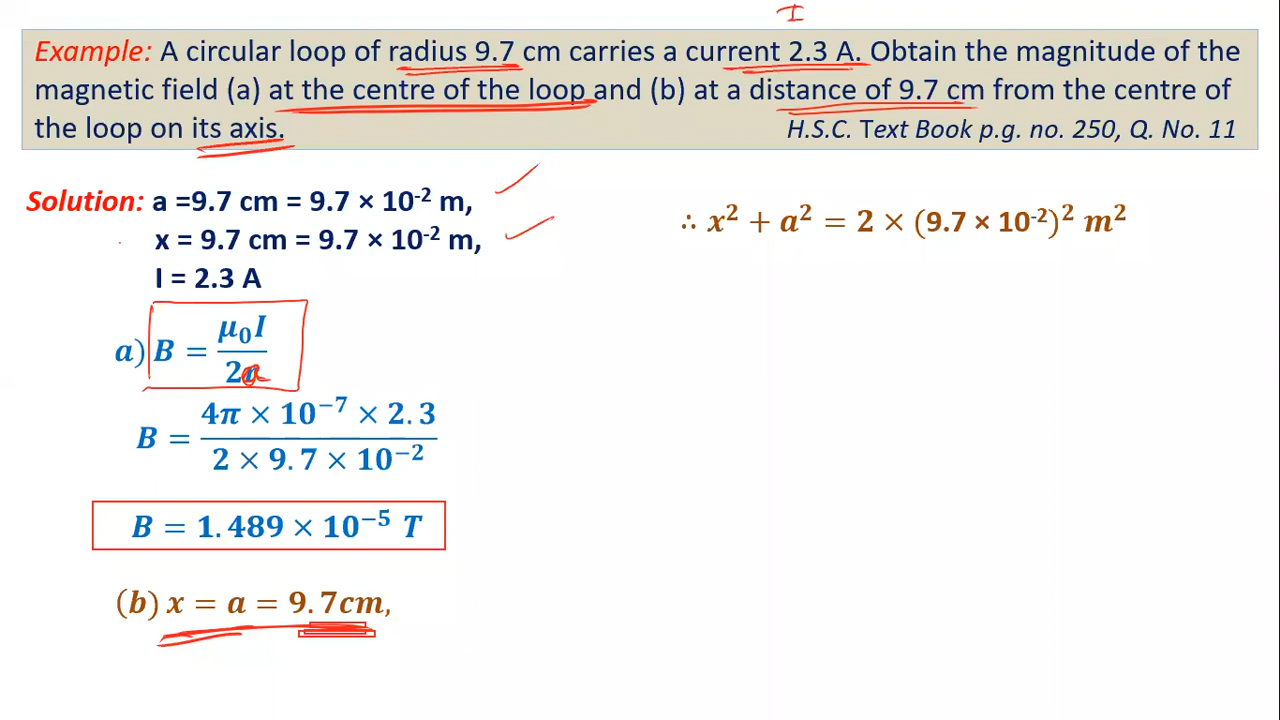 I
Example: A circular loop of radius 9.7 cm carries a current 2.3 A. Obtain the magnitude of the
magnetic field (a) at the centre of the loop and (b) at a distance of 9.7 cm from the centre of
the loop on its axis. H.S.C. Text Book p.g. no. 250, Q. No. 11
Solution: a =9.7 cm = 9.7 × 10⁻² m,
x = 9.7 cm = 9.7 × 10⁻² m,
I = 2.3 A
a) B = μ₀I / 2a
B = 4π × 10⁻⁷ × 2.3 / 2 × 9.7 × 10⁻²
B = 1.489 × 10⁻⁵ T
(b) x = a = 9.7cm,
∴ x² + a² = 2 × (9.7 × 10⁻²)² m²